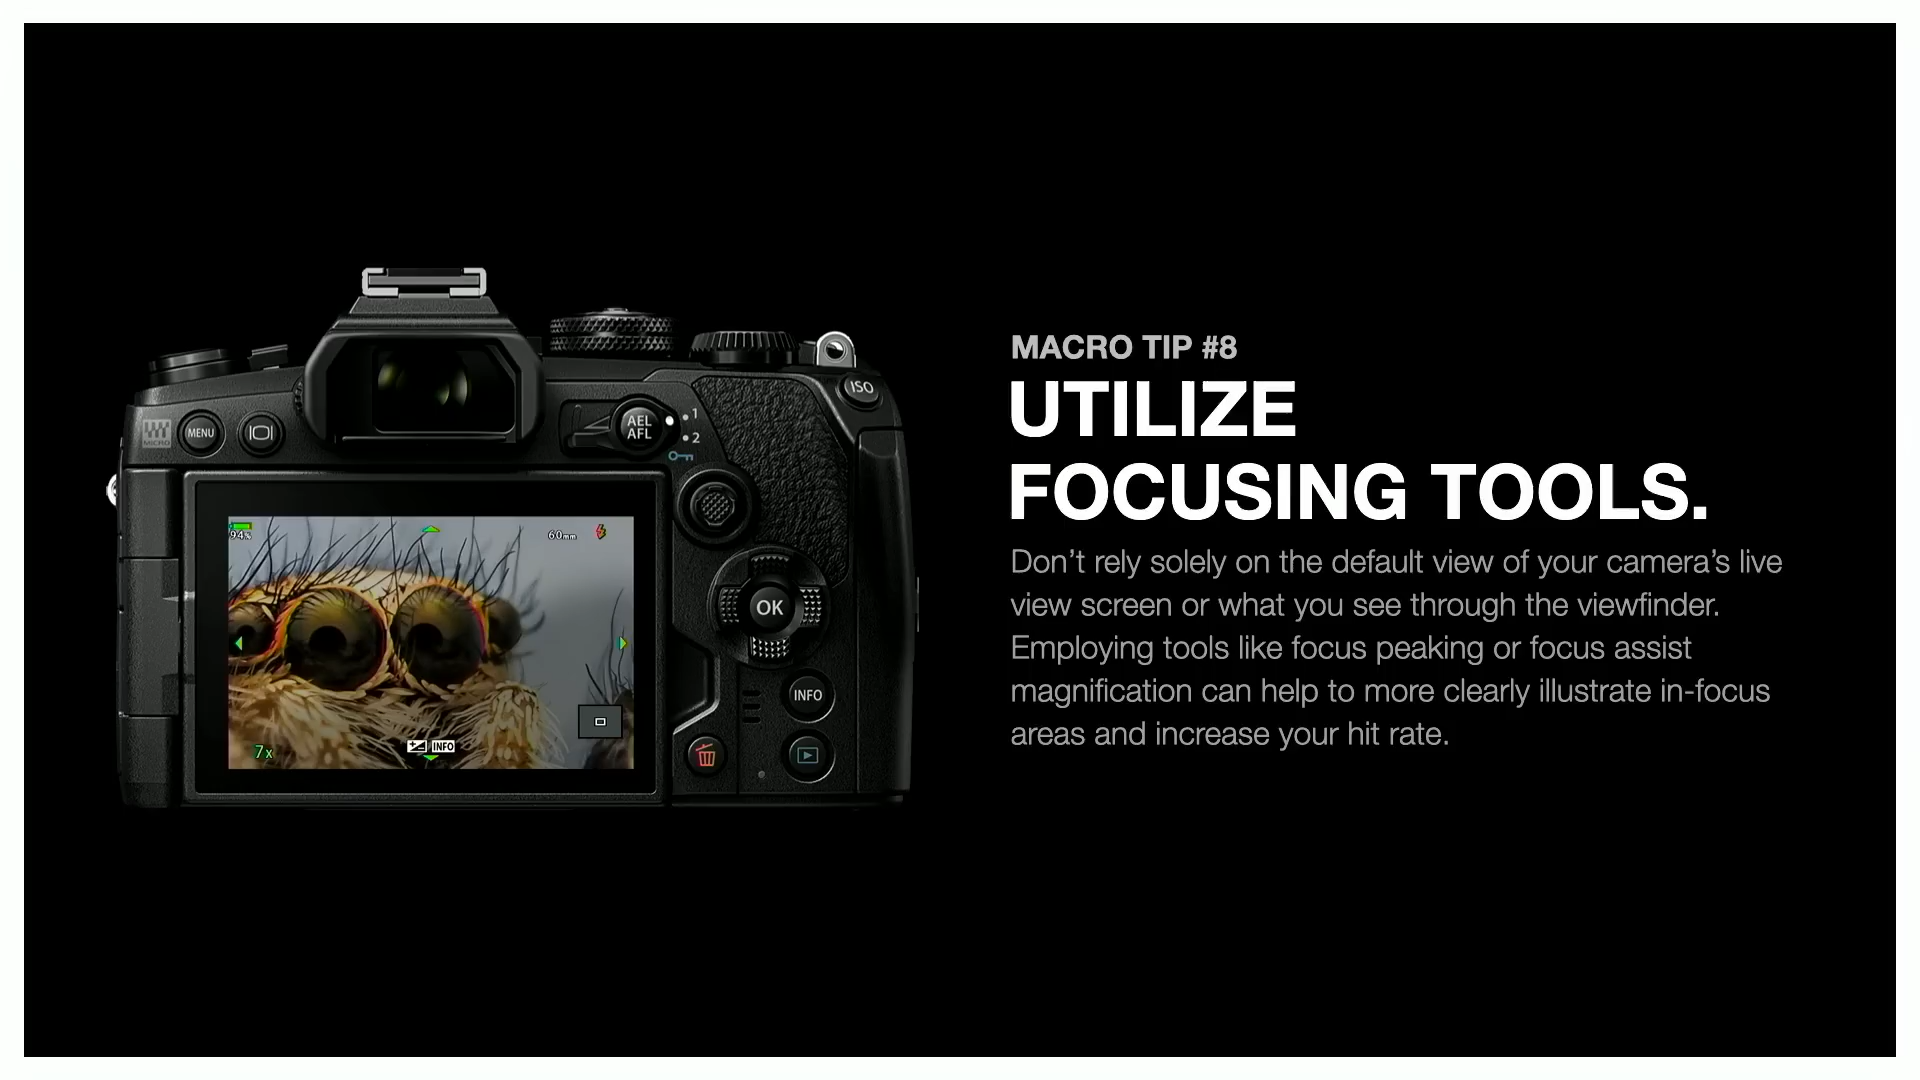 MACRO TIP #8
UTILIZE
FOCUSING TOOLS.
Don’t rely solely on the default view of your camera’s live
view screen or what you see through the viewfinder.
Employing tools like focus peaking or focus assist
magnification can help to more clearly illustrate in-focus
areas and increase your hit rate.
ISO
MICRO
MENU
AEL
AFL
1
2
94%
60mm
OK
INFO
7x
INFO